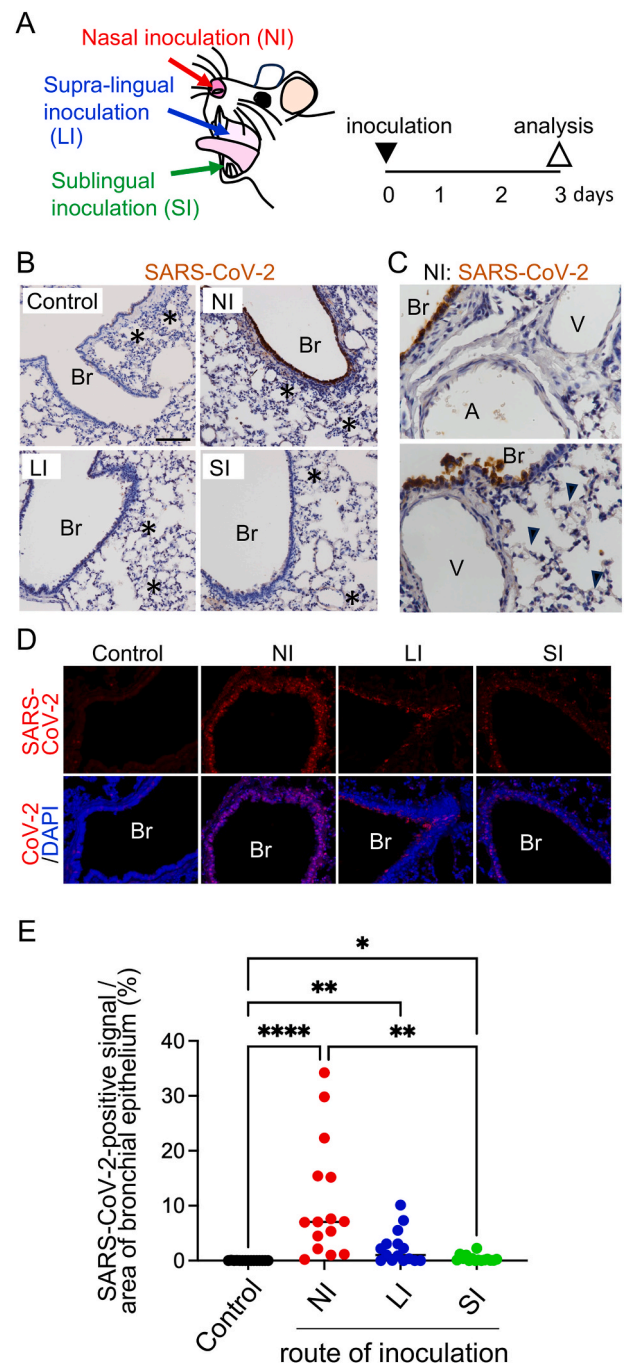 A
Nasal inoculation (NI)
Supra-lingual
inoculation
(LI)
Sublingual
inoculation (SI)
inoculation
analysis
0 1 2 3 days
B
SARS-CoV-2
Control
*
*
Br
NI
Br
*
*
LI
Br
*
*
SI
Br
*
*
C
NI: SARS-CoV-2
Br
V
A
Br
V
D
Control NI LI SI
SARS-
CoV-2
CoV-2
/DAPI
Br
Br
Br
Br
E
SARS-CoV-2-positive signal /
area of bronchial epithelium (%)
*
**
**** **
40
30
20
10
0
Control NI LI SI
route of inoculation